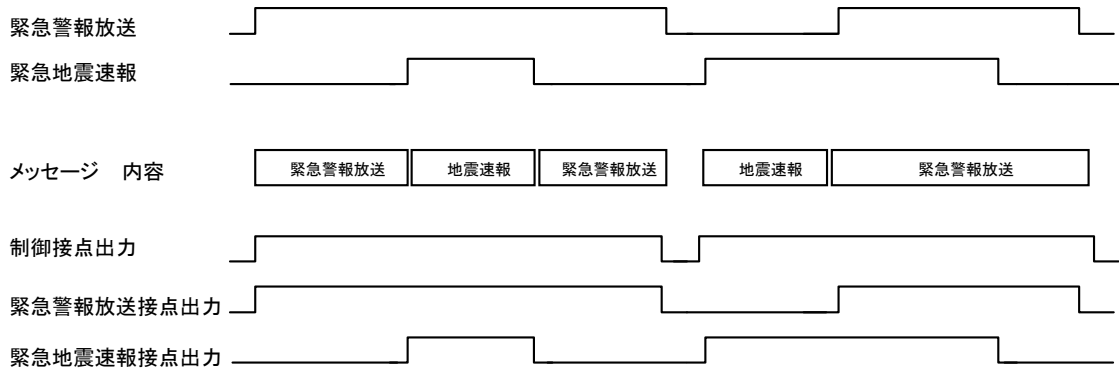 緊急警報放送
緊急地震速報
メッセージ 内容
緊急警報放送 地震速報 緊急警報放送 地震速報 緊急警報放送
制御接点出力
緊急警報放送接点出力
緊急地震速報接点出力